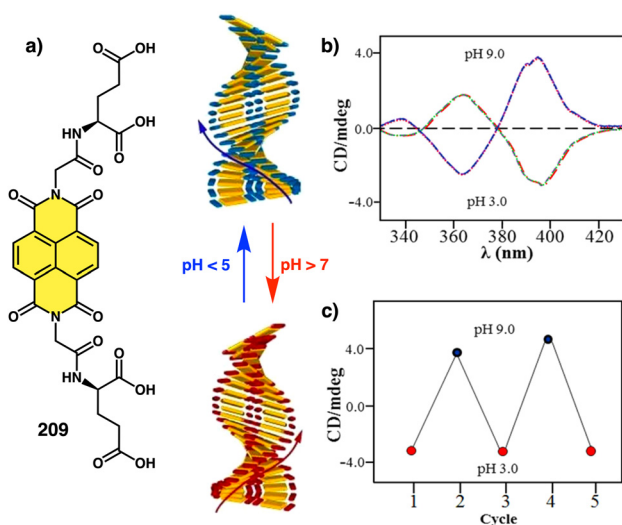 a)
O
OH
O
OH
HN
O
O
N
O
O
N
O
O
HN
O
OH
O
OH
209
pH < 5
pH > 7
b)
4.0
0.0
-4.0
CD/mdeg
pH 9.0
pH 3.0
340
360
380
400
420
λ (nm)
c)
4.0
0.0
-4.0
CD/mdeg
pH 9.0
pH 3.0
1
2
3
4
5
Cycle